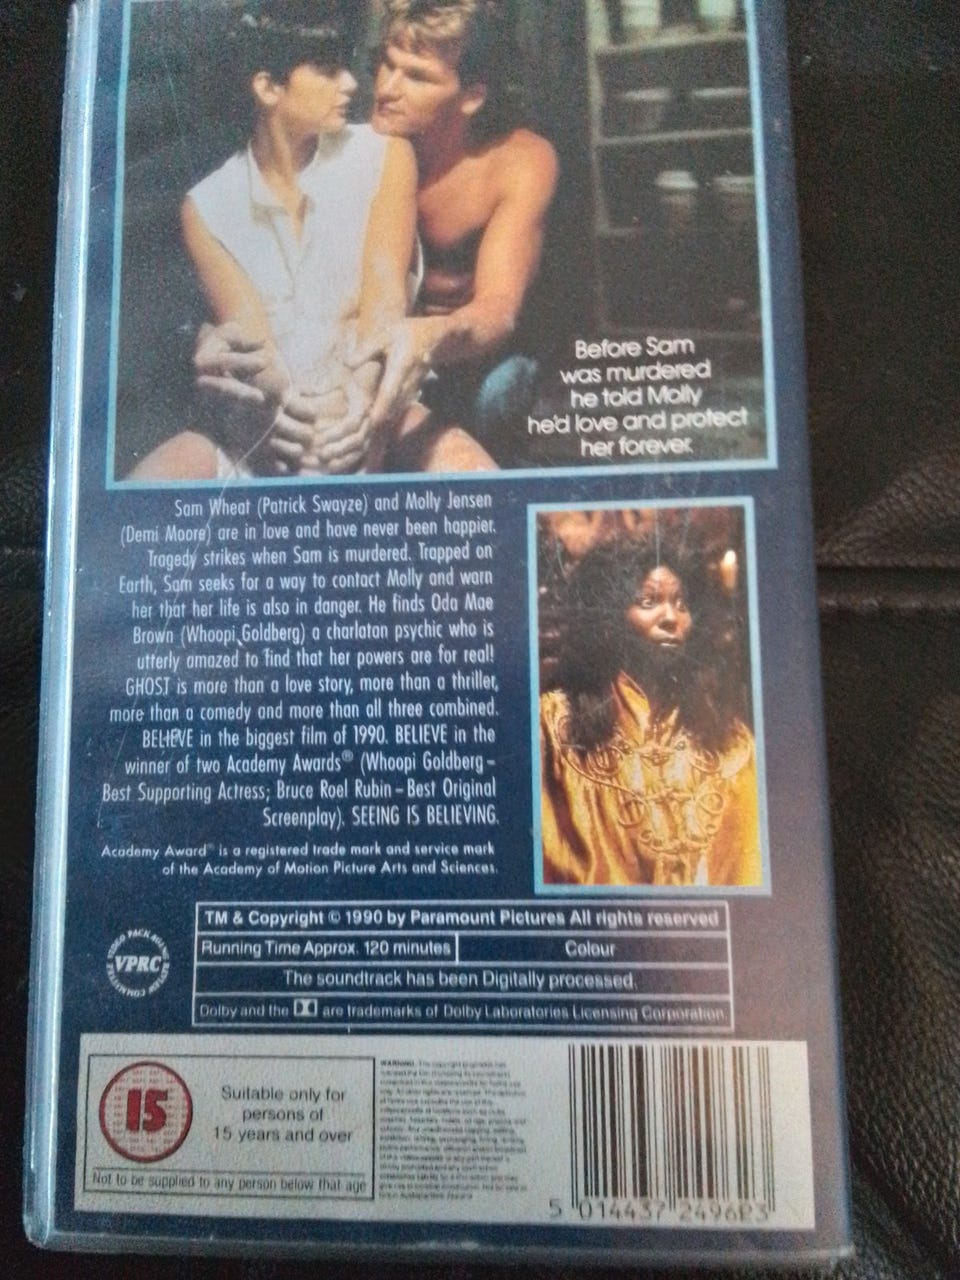 Before Sam
was murdered
he told Molly
he'd love and protect
her forever.
Sam Wheat (Patrick Swayze) and Molly Jensen
(Demi Moore) are in love and have never been happier.
Tragedy strikes when Sam is murdered. Trapped on
Earth, Sam seeks for a way to contact Molly and warn
her that her life is also in danger. He finds Oda Mae
Brown (Whoopi Goldberg) a charlatan psychic who is
utterly amazed to find that her powers are for real!
GHOST is more than a love story, more than a thriller,
more than a comedy and more than all three combined.
BELIEVE in the biggest film of 1990. BELIEVE in the
winner of two Academy Awards® (Whoopi Goldberg –
Best Supporting Actress; Bruce Roel Rubin – Best Original
Screenplay). SEEING IS BELIEVING.
Academy Award® is a registered trade mark and service mark
of the Academy of Motion Picture Arts and Sciences.
TM & Copyright © 1990 by Paramount Pictures All rights reserved
Running Time Approx. 120 minutes
Colour
The soundtrack has been Digitally processed.
Dolby and the are trademarks of Dolby Laboratories Licensing Corporation.
VIDEO PACKAGING REVIEW COMMITTEE
VPRC
15
Suitable only for
persons of
15 years and over
Not to be supplied to any person below that age
WARNING:
5 014437 249623